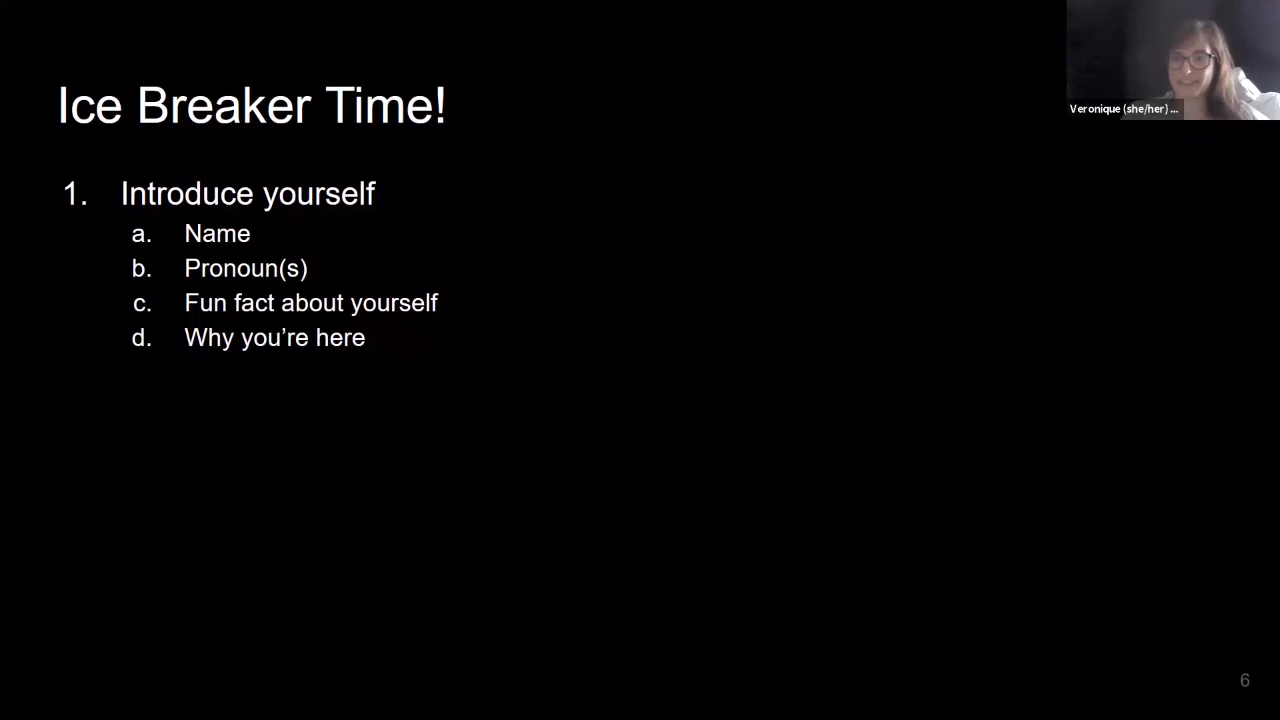 Ice Breaker Time!
Veronique (she/her) ...
1. Introduce yourself
a. Name
b. Pronoun(s)
c. Fun fact about yourself
d. Why you’re here
6